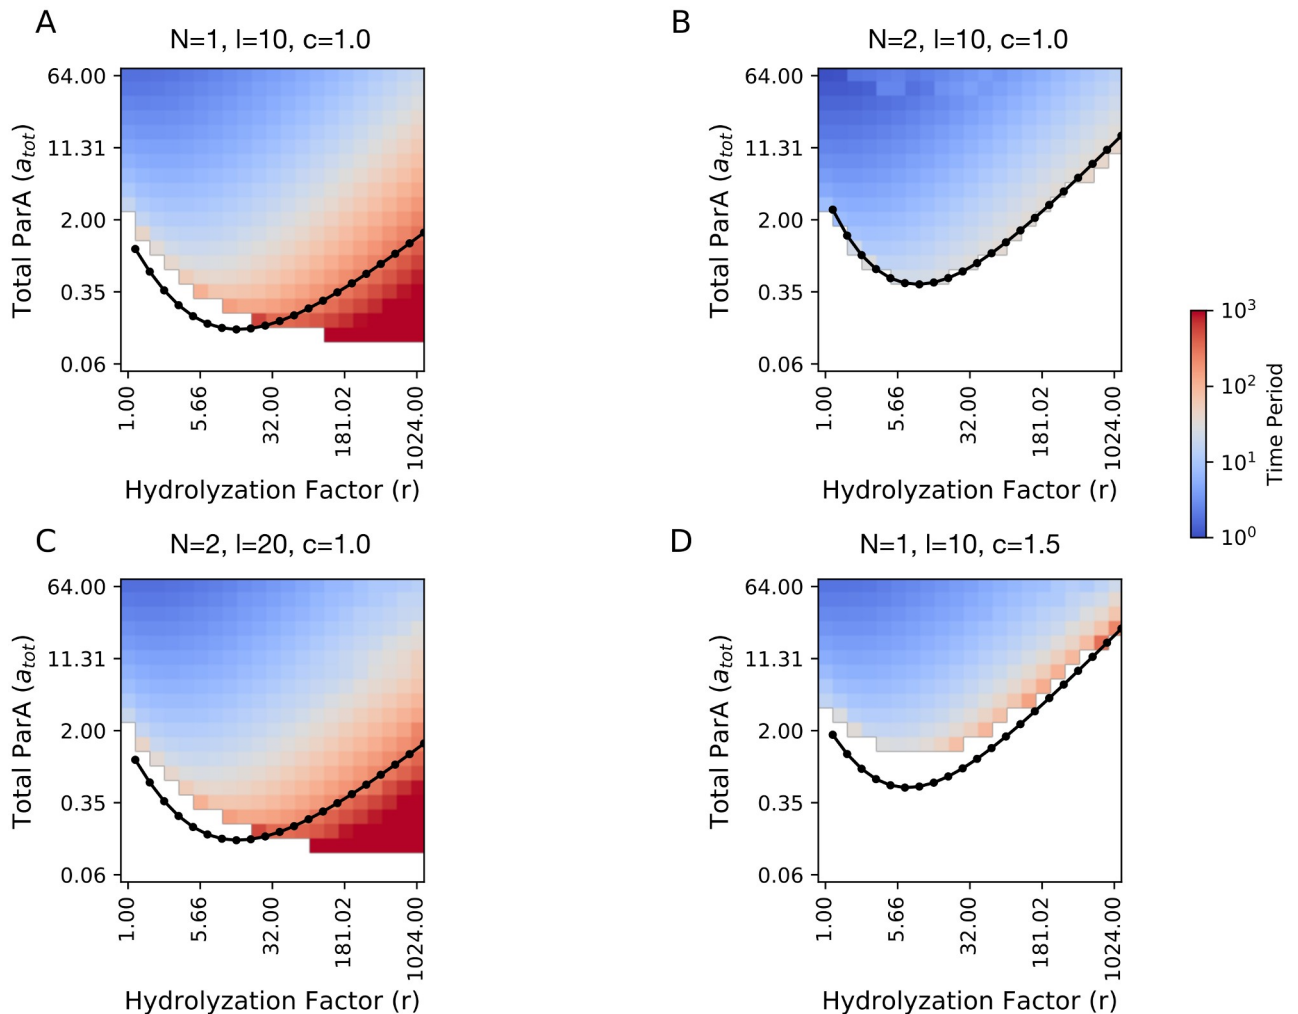 A
N=1, l=10, c=1.0
64.00
11.31
2.00
0.35
0.06
Total ParA (a_tot)
1.00
5.66
32.00
181.02
1024.00
Hydrolyzation Factor (r)
B
N=2, l=10, c=1.0
64.00
11.31
2.00
0.35
0.06
Total ParA (a_tot)
1.00
5.66
32.00
181.02
1024.00
Hydrolyzation Factor (r)
10^3
10^2
10^1
10^0
Time Period
C
N=2, l=20, c=1.0
64.00
11.31
2.00
0.35
0.06
Total ParA (a_tot)
1.00
5.66
32.00
181.02
1024.00
Hydrolyzation Factor (r)
D
N=1, l=10, c=1.5
64.00
11.31
2.00
0.35
0.06
Total ParA (a_tot)
1.00
5.66
32.00
181.02
1024.00
Hydrolyzation Factor (r)